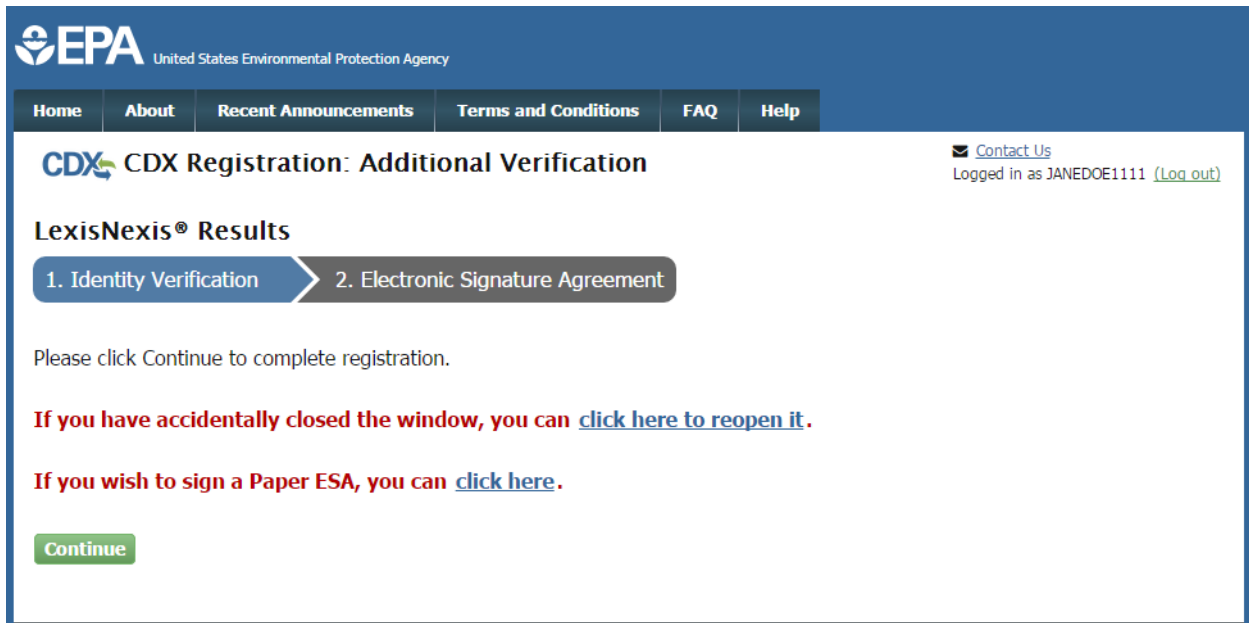 EPA United States Environmental Protection Agency
Home About Recent Announcements Terms and Conditions FAQ Help
CDX CDX Registration: Additional Verification
Contact Us
Logged in as JANEDOE1111 (Log out)
LexisNexis® Results
1. Identity Verification 2. Electronic Signature Agreement
Please click Continue to complete registration.
If you have accidentally closed the window, you can click here to reopen it.
If you wish to sign a Paper ESA, you can click here.
Continue